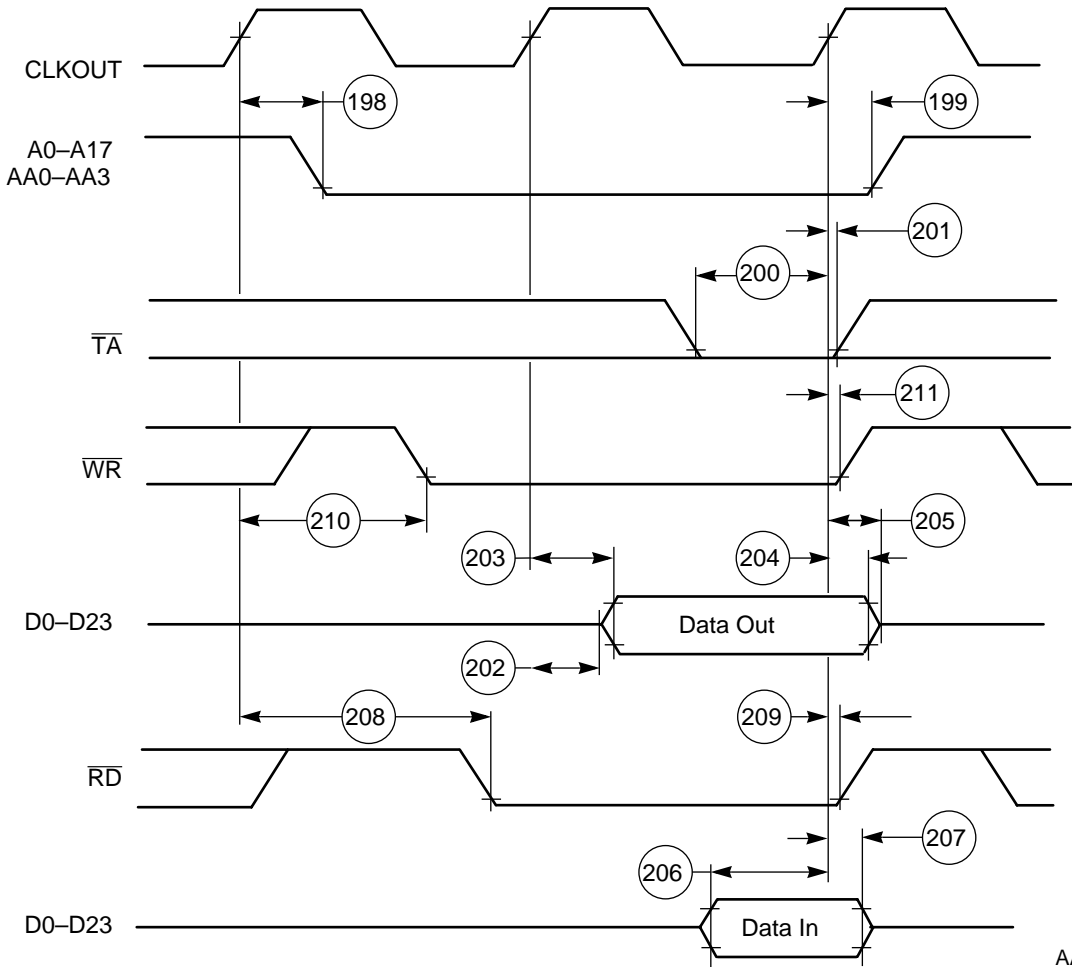 CLKOUT
198
199
A0–A17
AA0–AA3
201
200
TA
211
WR
210
205
203
204
D0–D23
Data Out
202
208
209
RD
207
206
D0–D23
Data In
AA